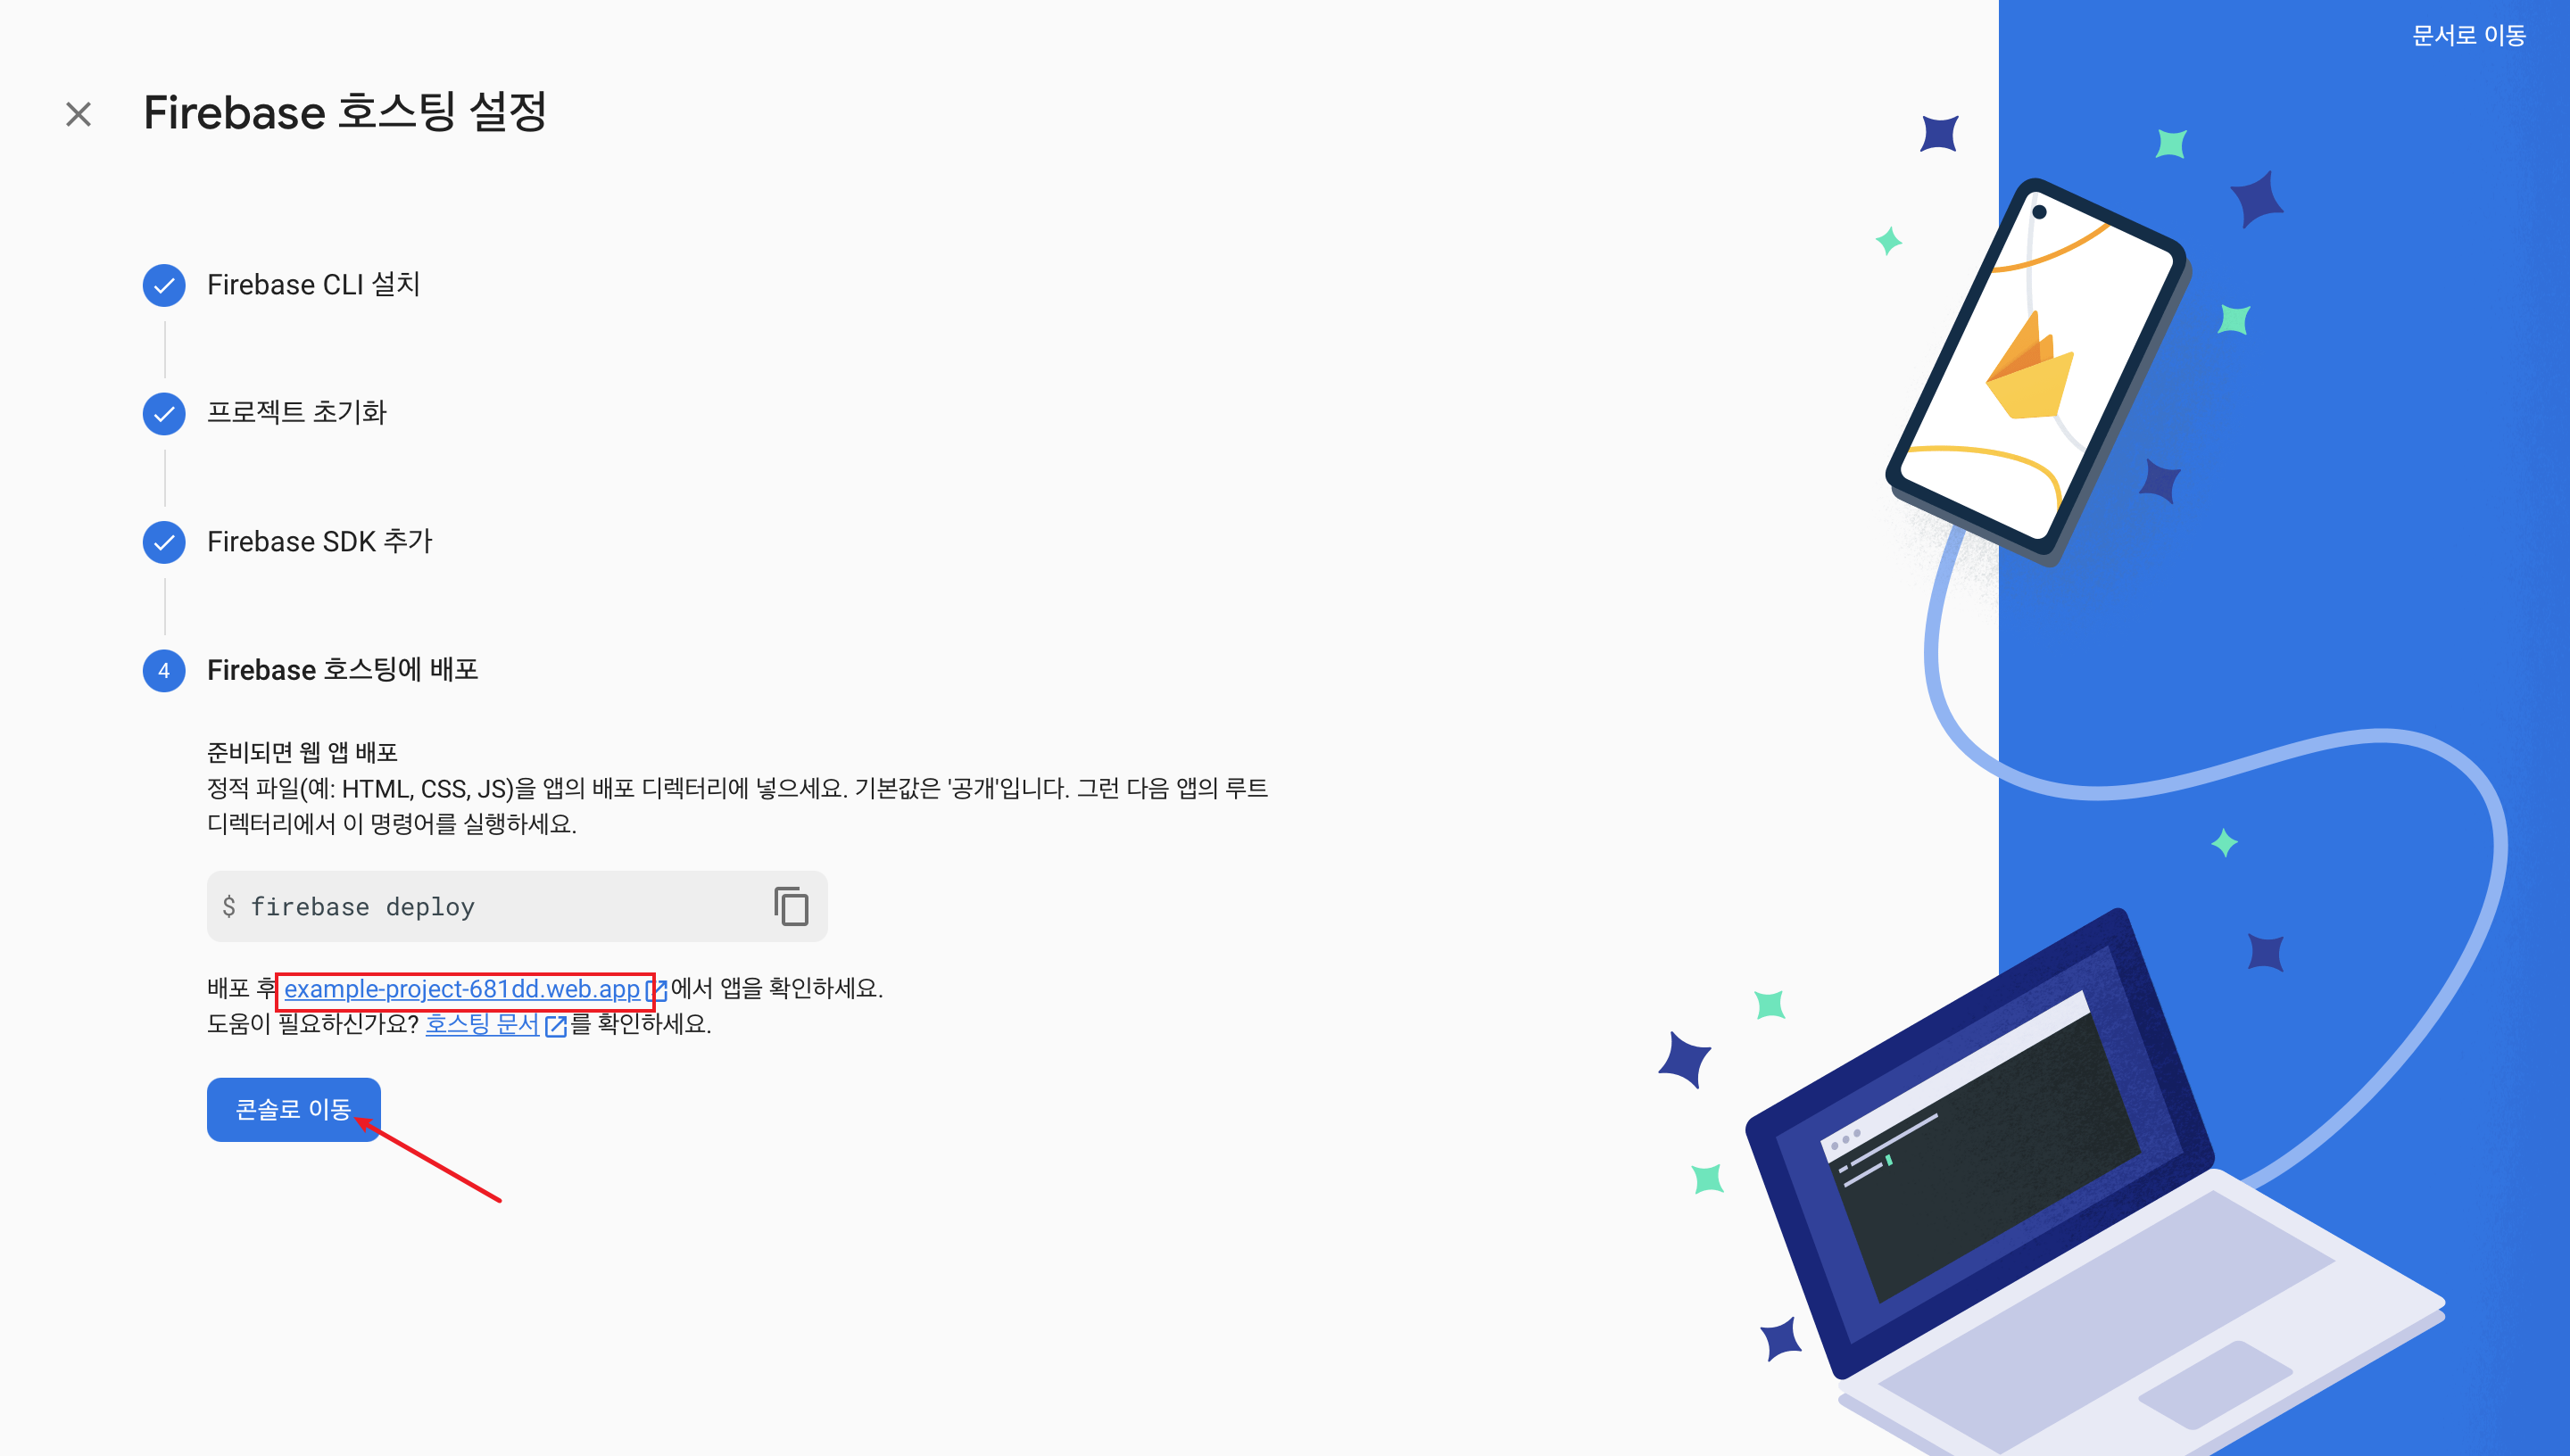 문서로 이동
Firebase 호스팅 설정
Firebase CLI 설치
프로젝트 초기화
Firebase SDK 추가
4 Firebase 호스팅에 배포
준비되면 웹 앱 배포
정적 파일(예: HTML, CSS, JS)을 앱의 배포 디렉터리에 넣으세요. 기본값은 '공개'입니다. 그런 다음 앱의 루트
디렉터리에서 이 명령어를 실행하세요.
$ firebase deploy
배포 후 example-project-681dd.web.app 에서 앱을 확인하세요.
도움이 필요하신가요? 호스팅 문서 를 확인하세요.
콘솔로 이동